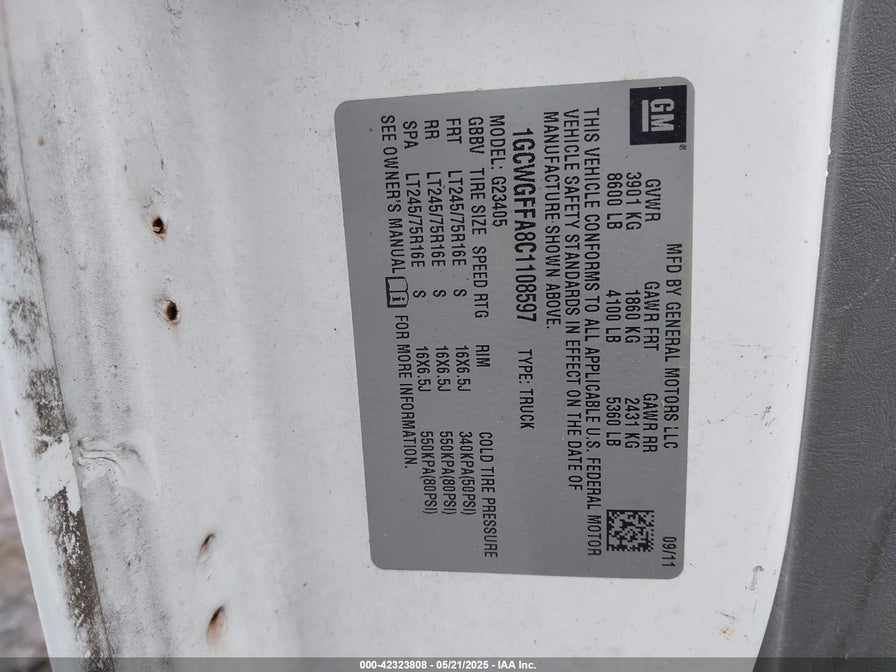 GM
MFD BY GENERAL MOTORS LLC
09/11
GVWR GAWR FRT GAWR RR
3901 KG 1860 KG 2431 KG
8600 LB 4100 LB 5360 LB
THIS VEHICLE CONFORMS TO ALL APPLICABLE U.S. FEDERAL MOTOR
VEHICLE SAFETY STANDARDS IN EFFECT ON THE DATE OF
MANUFACTURE SHOWN ABOVE.
1GCWGFFA8C1108597 TYPE: TRUCK
MODEL: G23405
GBBV TIRE SIZE SPEED RTG RIM COLD TIRE PRESSURE
FRT LT245/75R16E S 16X6.5J 340KPA(50PSI)
RR LT245/75R16E S 16X6.5J 550KPA(80PSI)
SPA LT245/75R16E S 16X6.5J 550KPA(80PSI)
SEE OWNER'S MANUAL i FOR MORE INFORMATION.
000-42323808 - 05/21/2025 - IAA Inc.